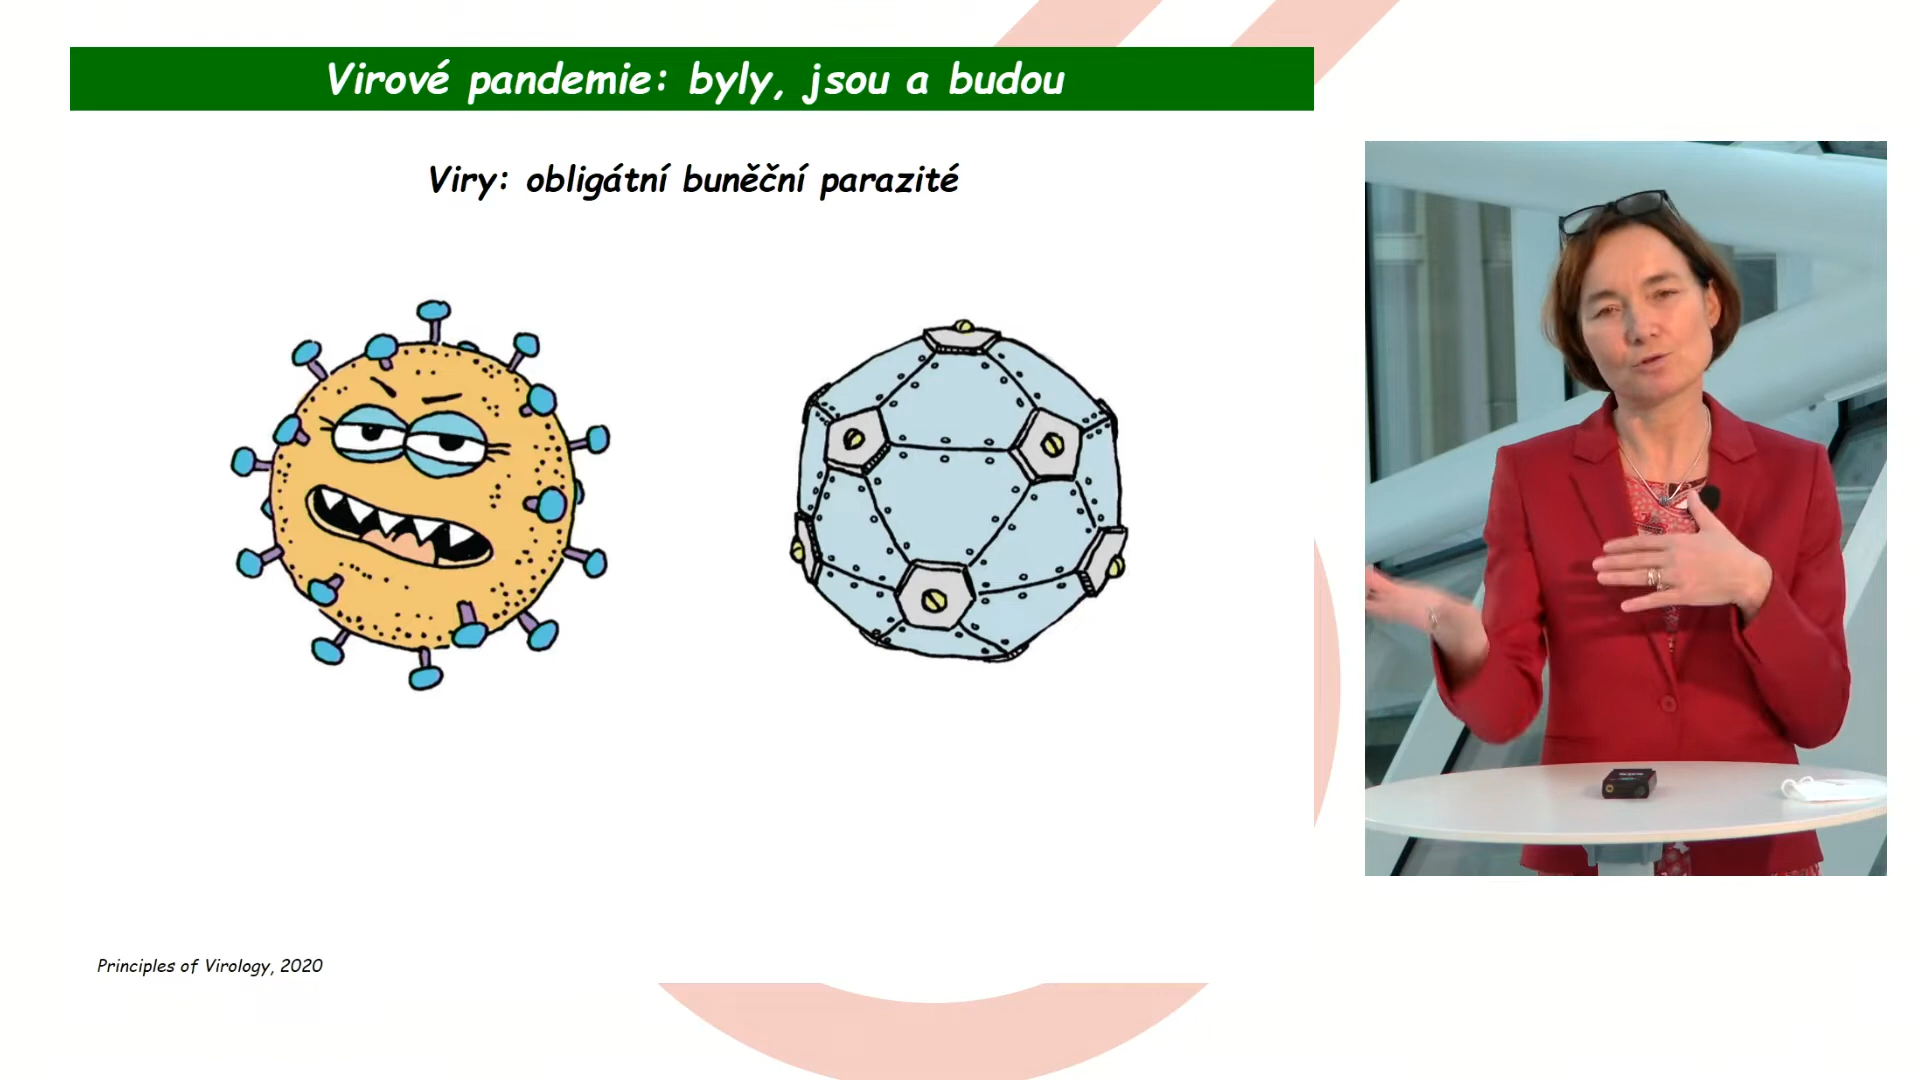 Virové pandemie: byly, jsou a budou
Viry: obligátní buněční parazité
Principles of Virology, 2020